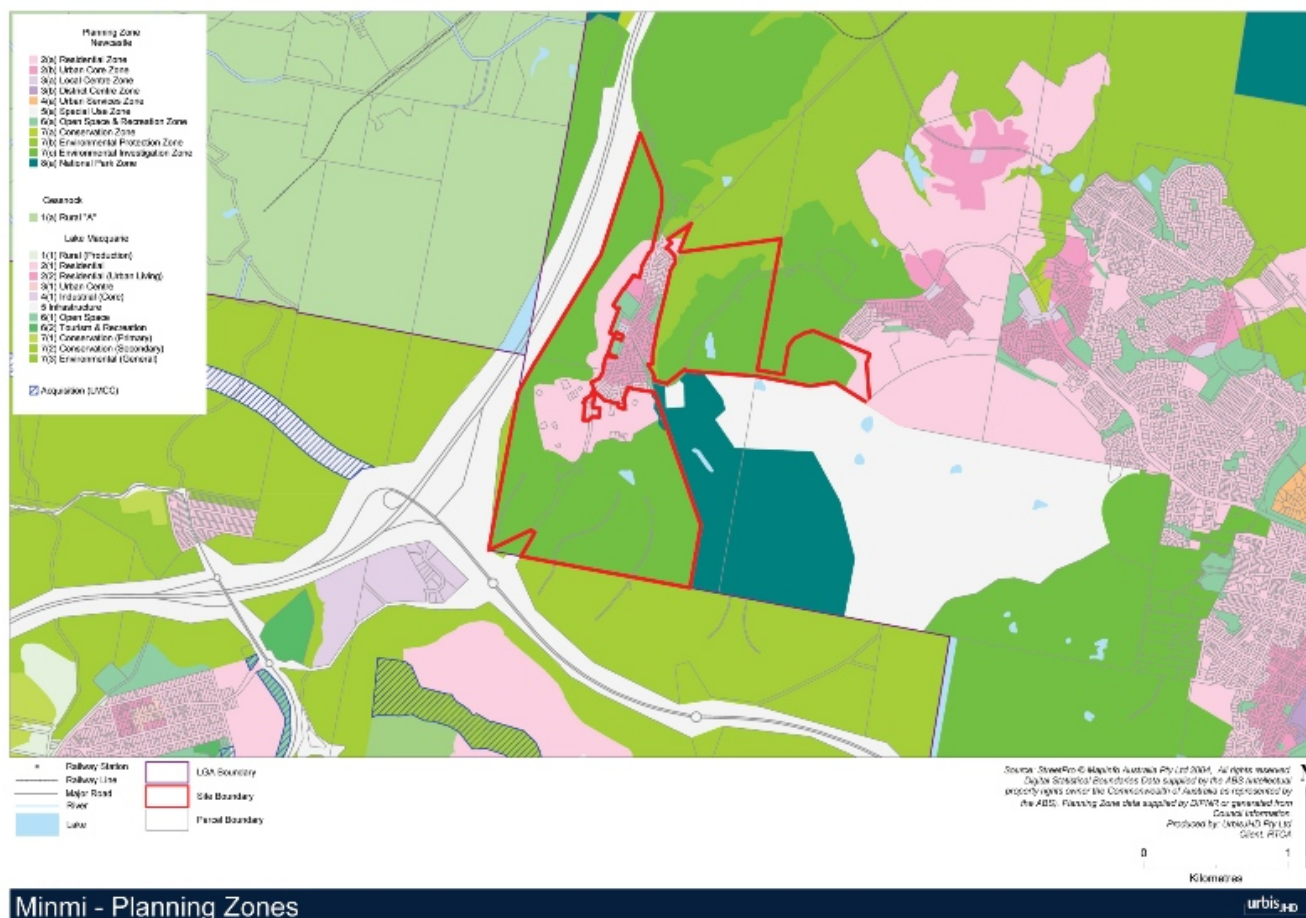 Planning Zone
Newcastle
2(a) Residential Zone
2(b) Urban Core Zone
3(a) Local Centre Zone
3(b) District Centre Zone
4(a) Urban Services Zone
5(a) Special Use Zone
6(a) Open Space & Recreation Zone
7(a) Conservation Zone
7(b) Environmental Protection Zone
7(c) Environmental Investigation Zone
8(a) National Park Zone
Cessnock
1(a) Rural "A"
Lake Macquarie
1(1) Rural (Production)
2(1) Residential
2(2) Residential (Urban Living)
3(1) Urban Centre
4(1) Industrial (Core)
5 Infrastructure
6(1) Open Space
6(2) Tourism & Recreation
7(1) Conservation (Primary)
7(2) Conservation (Secondary)
7(3) Environmental (General)
Acquisition (LMCC)
Railway Station
Railway Line
Major Road
River
Lake
LGA Boundary
Site Boundary
Parcel Boundary
Source: StreetPro © MapInfo Australia Pty Ltd 2004, All rights reserved.
Digital Statistical Boundaries Data supplied by the ABS (intellectual
property rights owner the Commonwealth of Australia as represented by
the ABS). Planning Zone data supplied by DIPNR or generated from
Council Information.
Produced by: UrbisJHD Pty Ltd
Client: RTCA
0 1
Kilometres
Minmi - Planning Zones
urbis JHD